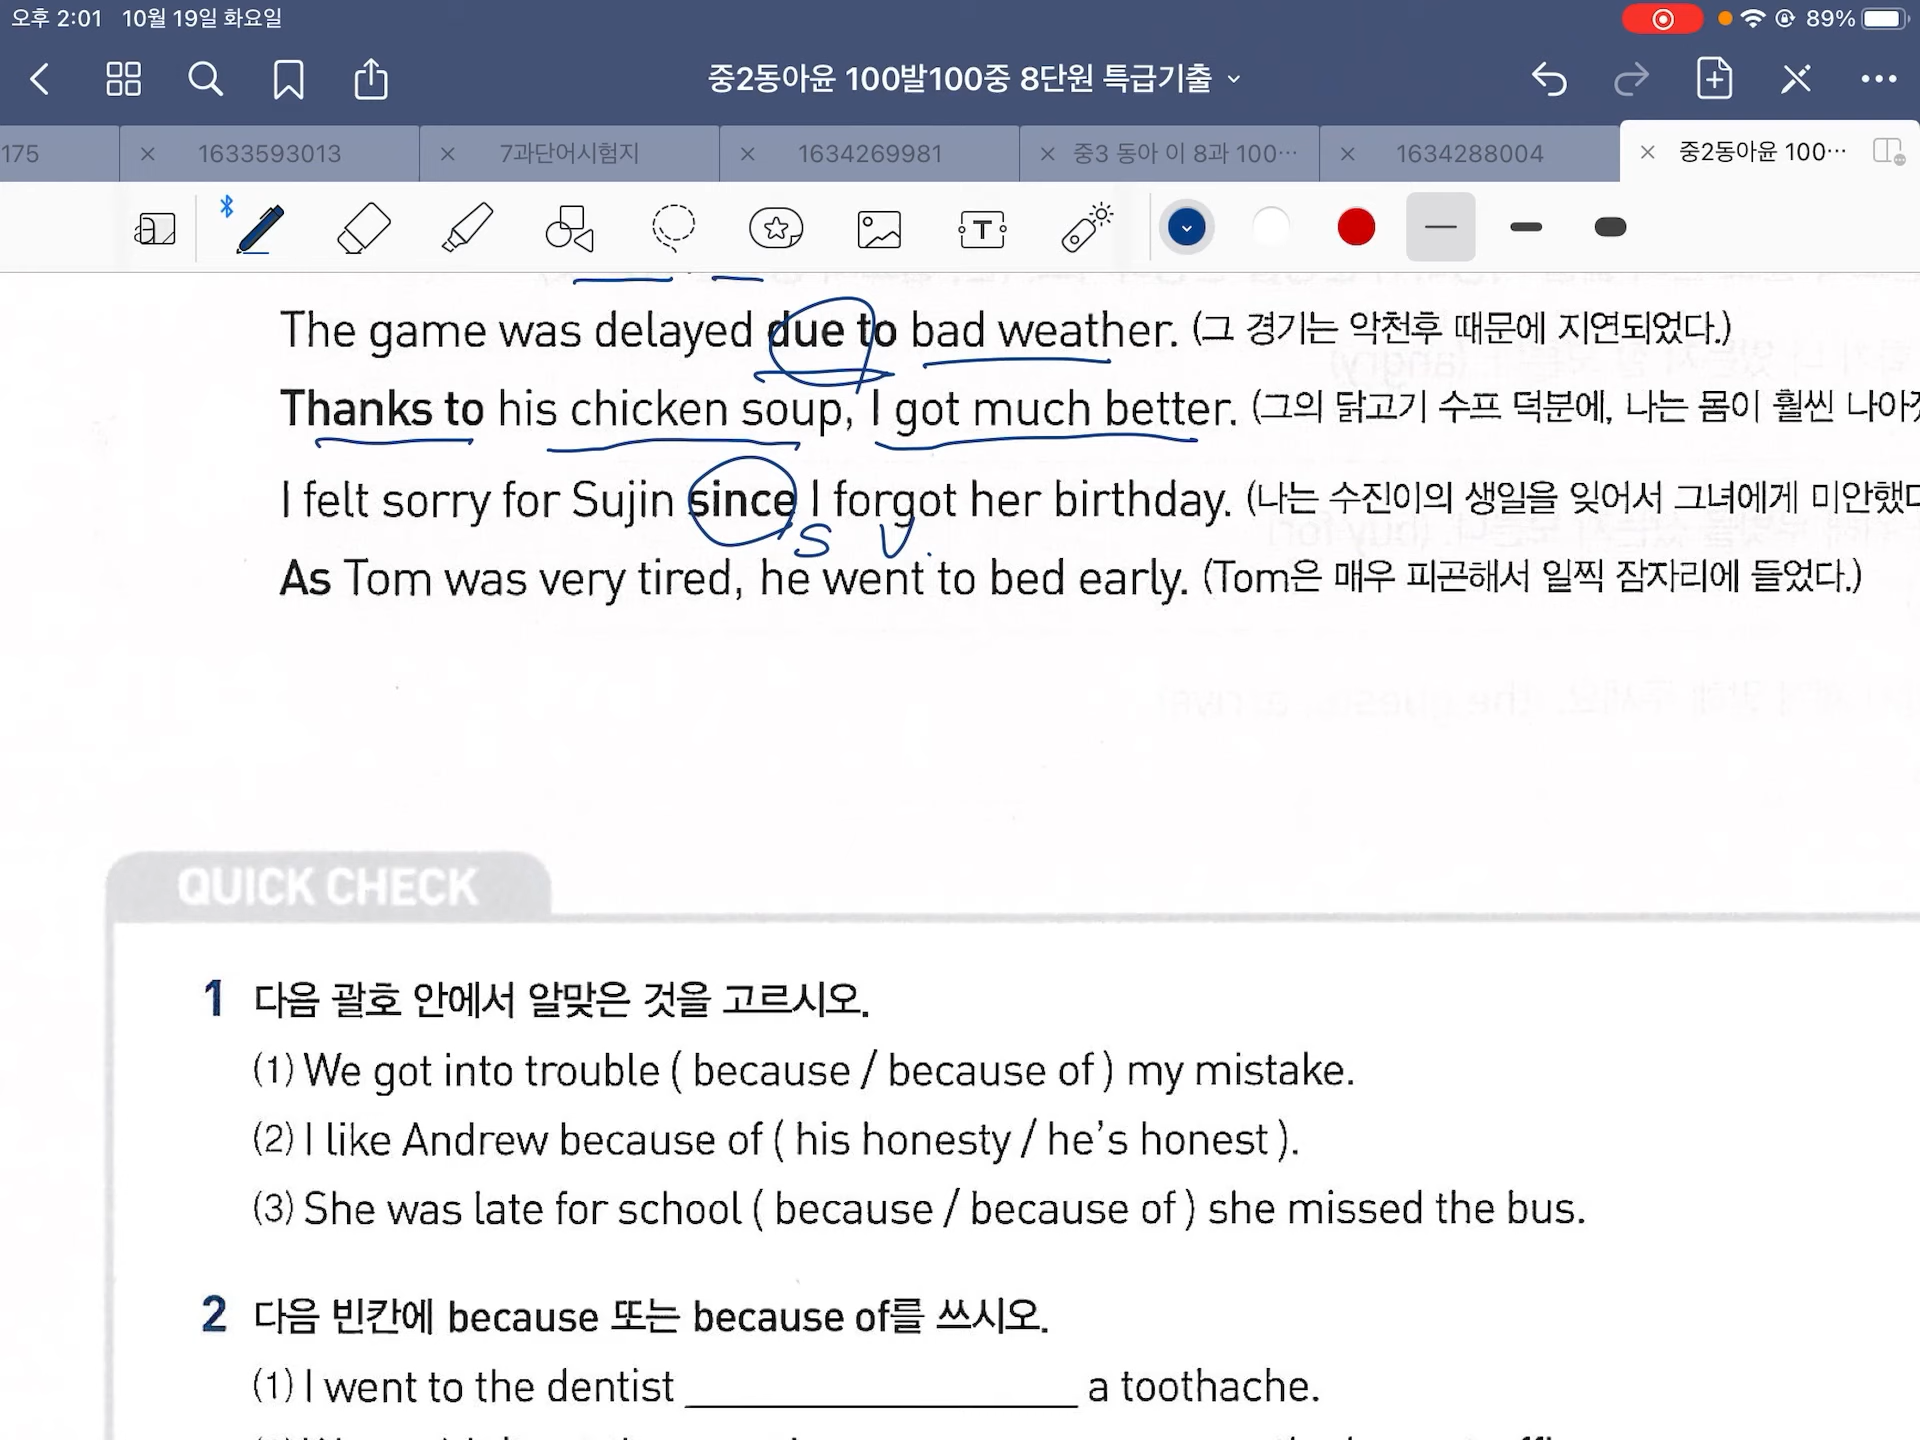 오후 2:01 10월 19일 화요일 89%
중2동아윤 100발100중 8단원 특급기출
175 1633593013 7과단어시험지 1634269981 중3 동아 이 8과 100… 1634288004 중2동아윤 100…
The game was delayed due to bad weather. (그 경기는 악천후 때문에 지연되었다.)
Thanks to his chicken soup, I got much better. (그의 닭고기 수프 덕분에, 나는 몸이 훨씬
I felt sorry for Sujin since I forgot her birthday. (나는 수진이의 생일을 잊어서 그녀에게
S V
As Tom was very tired, he went to bed early. (Tom은 매우 피곤해서 일찍 잠자리에 들었다.)
QUICK CHECK
1 다음 괄호 안에서 알맞은 것을 고르시오.
(1) We got into trouble ( because / because of ) my mistake.
(2) I like Andrew because of ( his honesty / he's honest ).
(3) She was late for school ( because / because of ) she missed the bus.
2 다음 빈칸에 because 또는 because of를 쓰시오.
(1) I went to the dentist ____________ a toothache.